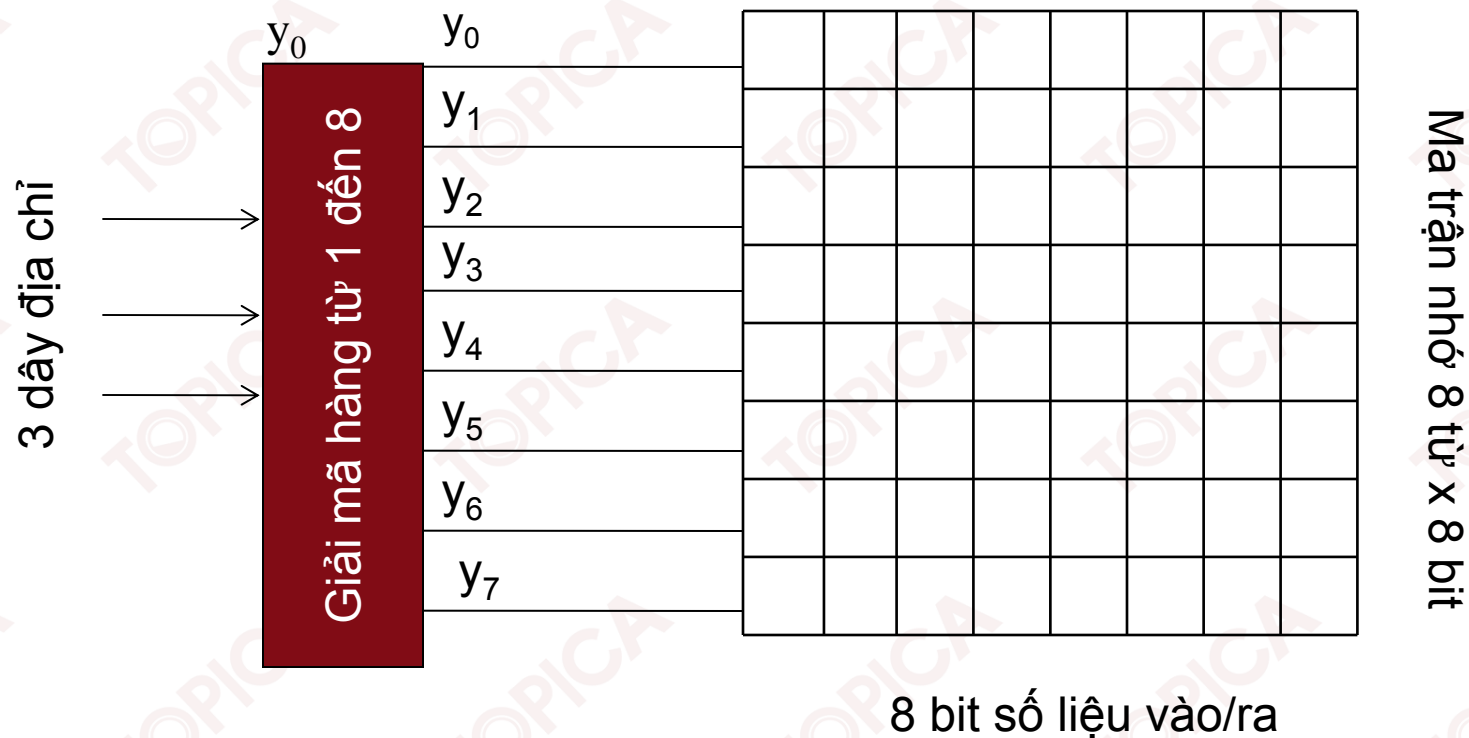 y₀
y₀
y₁
y₂
y₃
y₄
y₅
y₆
y₇
3 dây địa chỉ
Giải mã hàng từ 1 đến 8
Ma trận nhớ 8 từ x 8 bit
8 bit số liệu vào/ra
TOPICA